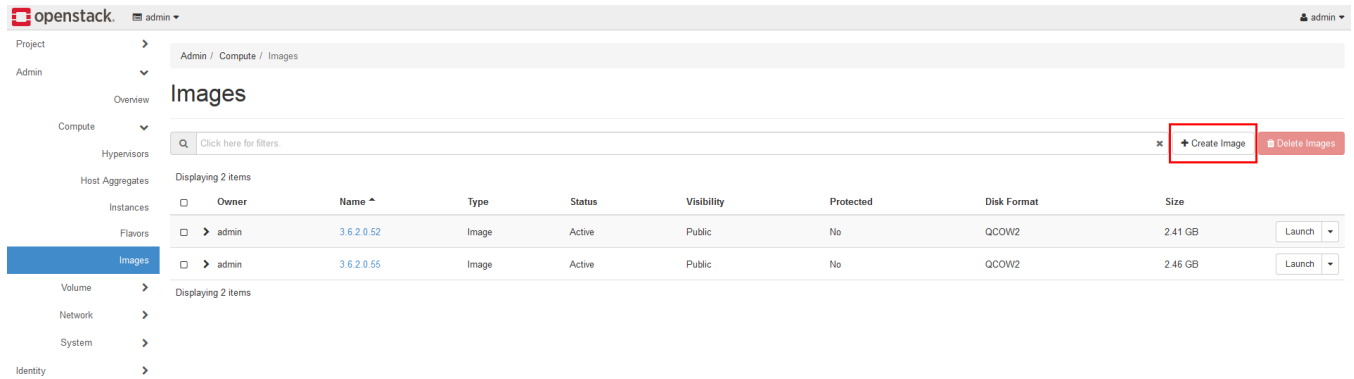 openstack. admin admin
Project
Admin
Overview
Compute
Hypervisors
Host Aggregates
Instances
Flavors
Images
Volume
Network
System
Identity
Admin / Compute / Images
Images
Click here for filters. Create Image Delete Images
Displaying 2 items
Owner Name Type Status Visibility Protected Disk Format Size
admin 3.6.2.0.52 Image Active Public No QCOW2 2.41 GB Launch
admin 3.6.2.0.55 Image Active Public No QCOW2 2.46 GB Launch
Displaying 2 items